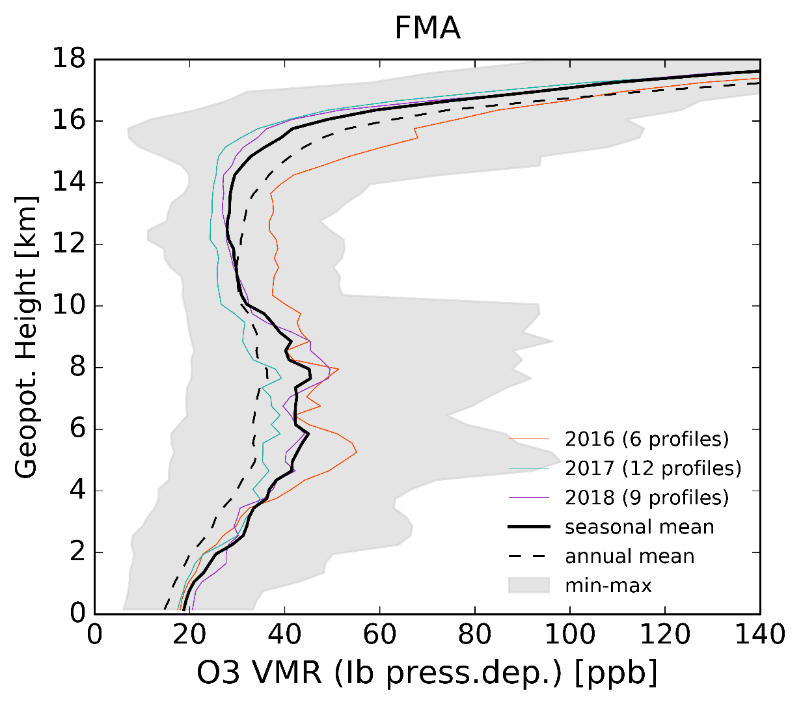 FMA
18
16
14
12
10
8
6
4
2
0
Geopot. Height [km]
2016 (6 profiles)
2017 (12 profiles)
2018 (9 profiles)
seasonal mean
annual mean
min-max
0 20 40 60 80 100 120 140
O3 VMR (Ib press.dep.) [ppb]